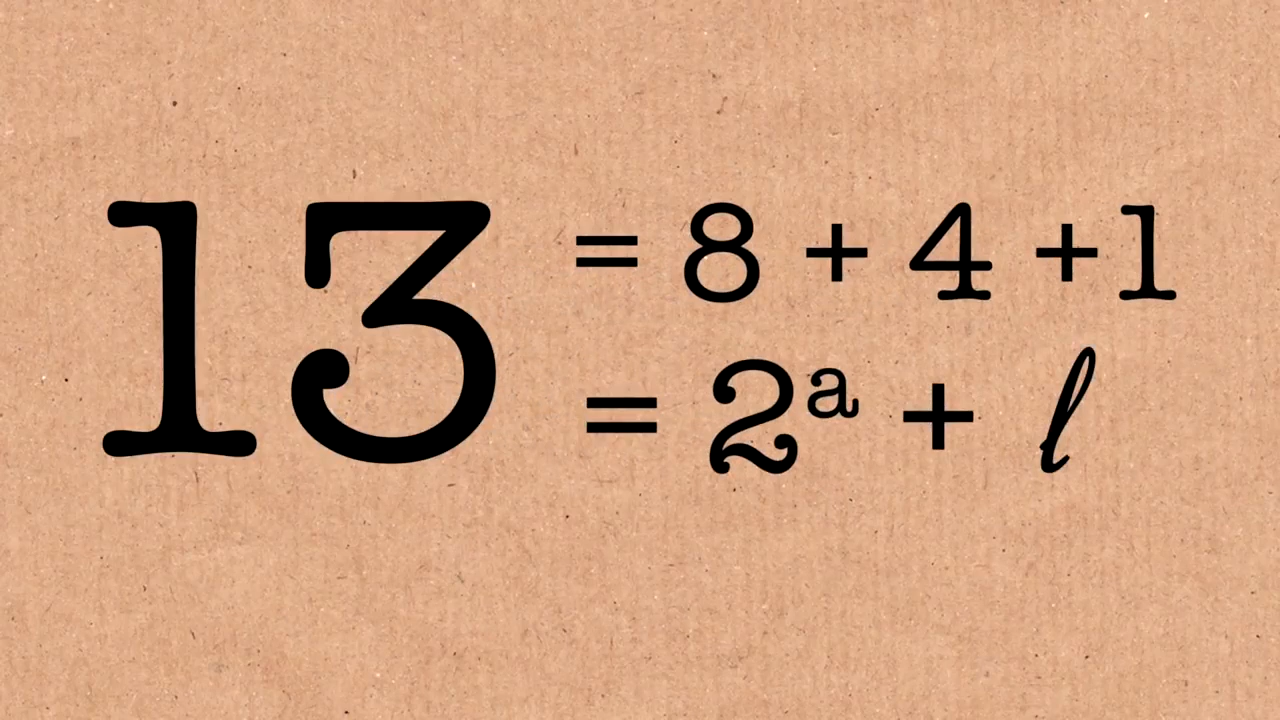 13 = 8 + 4 + 1
= 2ᵃ + ℓ